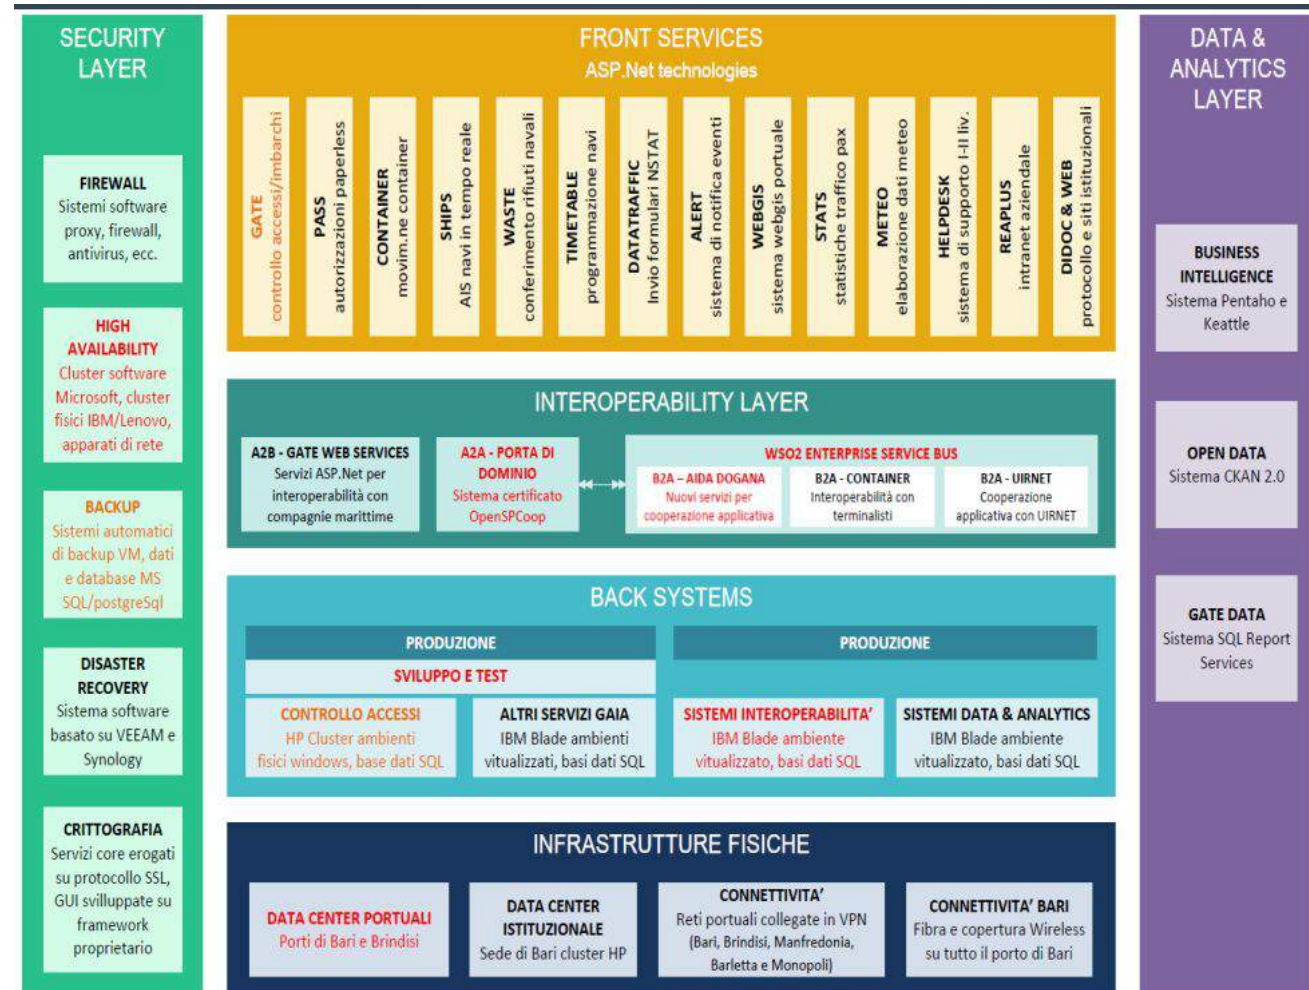 SECURITY
LAYER
FIREWALL
Sistemi software
proxy, firewall,
antivirus, ecc.
HIGH
AVAILABILITY
Cluster software
Microsoft, cluster
fisici IBM/Lenovo,
apparati di rete
BACKUP
Sistemi automatici
di backup VM, dati
e database MS
SQL/postgreSql
DISASTER
RECOVERY
Sistema software
basato su VEEAM e
Synology
CRITTOGRAFIA
Servizi core erogati
su protocollo SSL,
GUI svilluppate su
framework
proprietario
FRONT SERVICES
ASP.Net technologies
GATE
controllo accessi/imbarchi
PASS
autorizzazioni paperless
CONTAINER
movim.ne container
SHIPS
AIS navi in tempo reale
WASTE
conferimento rifiuti navali
TIMETABLE
programmazione navi
DATATRAFFIC
Invio formulari NSTAT
ALERT
sistema di notifica eventi
WEBGIS
sistema webgis portuale
STATS
statistiche traffico pax
METEO
elaborazione dati meteo
HELPDESK
sistema di supporto I-II liv.
REAPLUS
intranet aziendale
DIDOC & WEB
protocollo e siti istituzionali
INTEROPERABILITY LAYER
A2B - GATE WEB SERVICES
Servizi ASP.Net per
interoperabilità con
compagnie marittime
A2A - PORTA DI
DOMINIO
Sistema certificato
OpenSPCoop
WSO2 ENTERPRISE SERVICE BUS
B2A – AIDA DOGANA
Nuovi servizi per
cooperazione applicativa
B2A - CONTAINER
Interoperabilità con
terminalisti
B2A - UIRNET
Cooperazione
applicativa con UIRNET
BACK SYSTEMS
PRODUZIONE
SVILUPPO E TEST
CONTROLLO ACCESSI
HP Cluster ambienti
fisici windows, base dati SQL
ALTRI SERVIZI GAIA
IBM Blade ambienti
vitualizzati, basi dati SQL
PRODUZIONE
SISTEMI INTEROPERABILITA’
IBM Blade ambiente
vitualizzato, basi dati SQL
SISTEMI DATA & ANALYTICS
IBM Blade ambiente
vitualizzato, basi dati SQL
INFRASTRUTTURE FISICHE
DATA CENTER PORTUALI
Porti di Bari e Brindisi
DATA CENTER
ISTITUZIONALE
Sede di Bari cluster HP
CONNETTIVITA’
Reti portuali collegate in VPN
(Bari, Brindisi, Manfredonia,
Barletta e Monopoli)
CONNETTIVITA’ BARI
Fibra e copertura Wireless
su tutto il porto di Bari
DATA &
ANALYTICS
LAYER
BUSINESS
INTELLIGENCE
Sistema Pentaho e
Keattle
OPEN DATA
Sistema CKAN 2.0
GATE DATA
Sistema SQL Report
Services